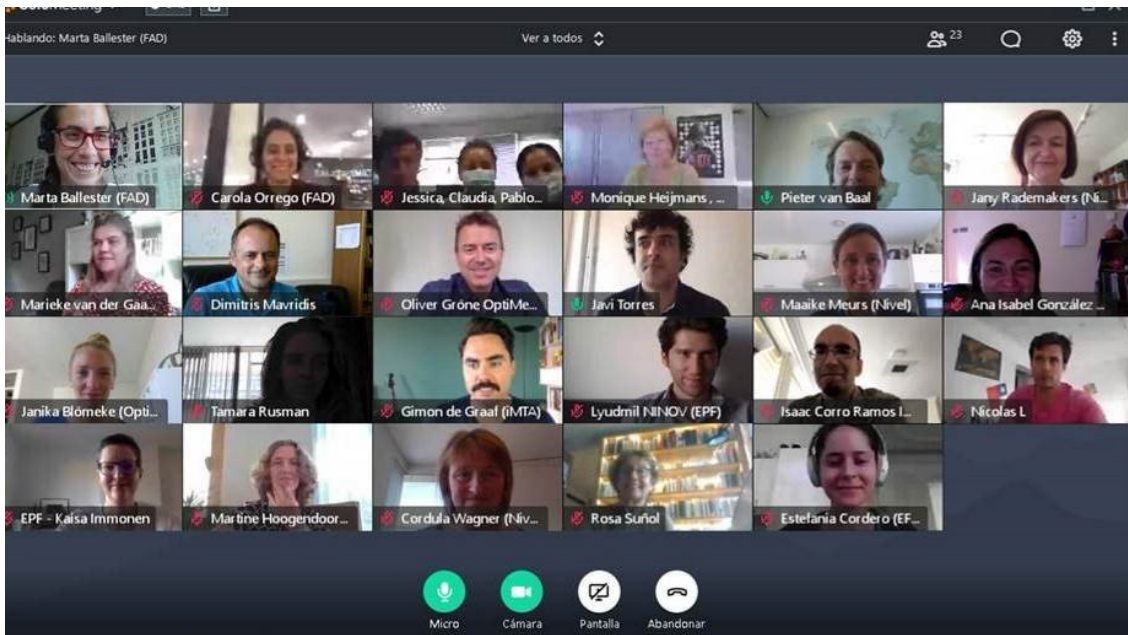 Hablando: Marta Ballester (FAD)
Ver a todos
23
Marta Ballester (FAD)
Carola Orrego (FAD)
Jessica, Claudia, Pablo...
Monique Heijmans , ...
Pieter van Baal
Jany Rademakers (Ni...
Marieke van der Gaa...
Dimitris Mavridis
Oliver Gröne OptiMe...
Javi Torres
Maaike Meurs (Nivel)
Ana Isabel González ...
Janika Blömeke (Opti...
Tamara Rusman
Gimon de Graaf (iMTA)
Lyudmil NINOV (EPF)
Isaac Corro Ramos I...
Nicolas L
EPF - Kaisa Immonen
Martine Hoogendoor...
Cordula Wagner (Niv...
Rosa Suñol
Estefania Cordero (EF...
Micro
Cámara
Pantalla
Abandonar